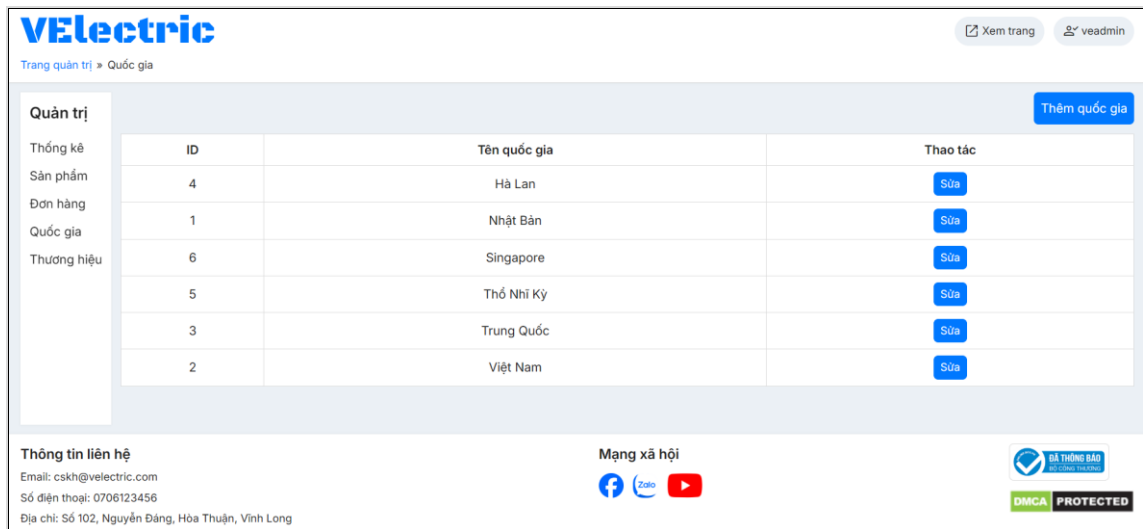 VElectric
Xem trang
veadmin
Trang quản trị » Quốc gia
Quản trị
Thống kê
Sản phẩm
Đơn hàng
Quốc gia
Thương hiệu
Thêm quốc gia
ID Tên quốc gia Thao tác
4 Hà Lan Sửa
1 Nhật Bản Sửa
6 Singapore Sửa
5 Thổ Nhĩ Kỳ Sửa
3 Trung Quốc Sửa
2 Việt Nam Sửa
Thông tin liên hệ
Email: cskh@velectric.com
Số điện thoại: 0706123456
Địa chỉ: Số 102, Nguyễn Đáng, Hòa Thuận, Vĩnh Long
Mạng xã hội
Zalo
ĐÃ THÔNG BÁO
BỘ CÔNG THƯƠNG
DMCA PROTECTED